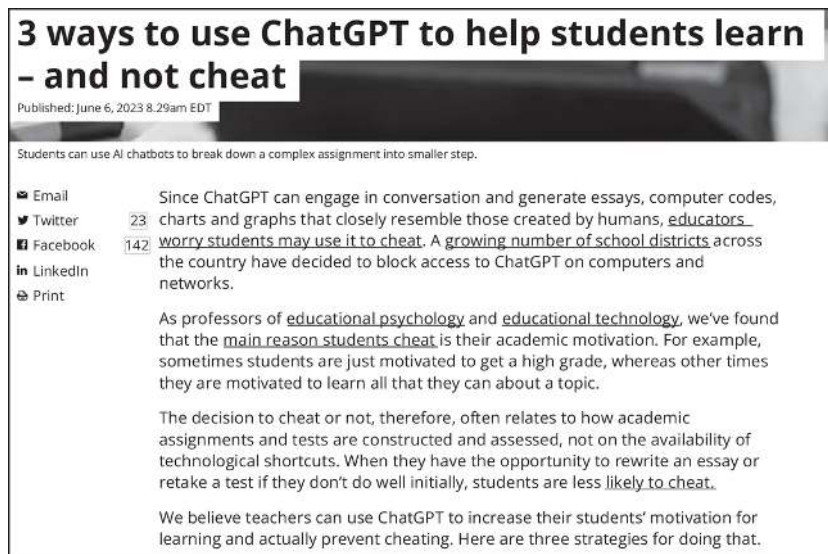 3 ways to use ChatGPT to help students learn
– and not cheat
Published: June 6, 2023 8.29am EDT
Students can use AI chatbots to break down a complex assignment into smaller step.
Email
Twitter 23
Facebook 142
LinkedIn
Print
Since ChatGPT can engage in conversation and generate essays, computer codes,
charts and graphs that closely resemble those created by humans, educators
worry students may use it to cheat. A growing number of school districts across
the country have decided to block access to ChatGPT on computers and
networks.
As professors of educational psychology and educational technology, we've found
that the main reason students cheat is their academic motivation. For example,
sometimes students are just motivated to get a high grade, whereas other times
they are motivated to learn all that they can about a topic.
The decision to cheat or not, therefore, often relates to how academic
assignments and tests are constructed and assessed, not on the availability of
technological shortcuts. When they have the opportunity to rewrite an essay or
retake a test if they don't do well initially, students are less likely to cheat.
We believe teachers can use ChatGPT to increase their students' motivation for
learning and actually prevent cheating. Here are three strategies for doing that.